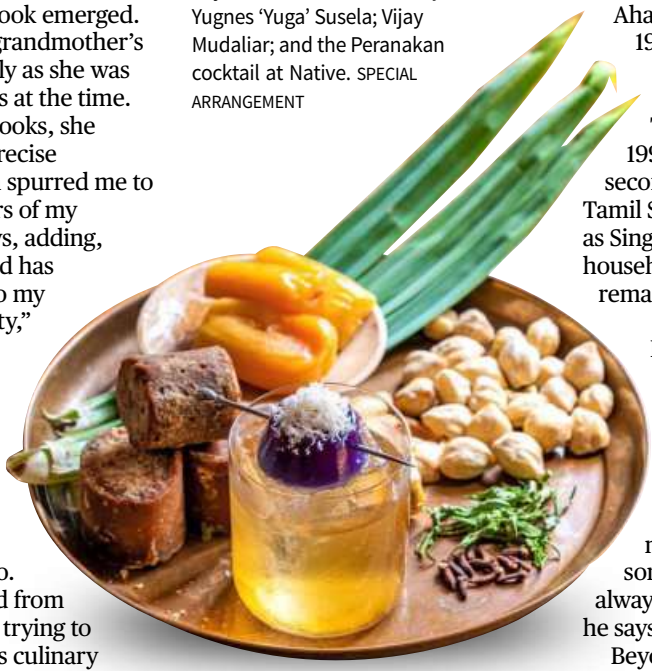 ook emerged.
grandmother’s
ly as she was
s at the time.
ooks, she
recise
spurred me to
rs of my
s, adding,
d has
o my
ty,”
o.
d from
trying to
s culinary
Yugnes ‘Yuga’ Susela; Vijay
Mudaliar; and the Peranakan
cocktail at Native. SPECIAL
ARRANGEMENT
Aha
19
199
secon
Tamil S
as Sing
househ
rema
son
always
he says
Beyo